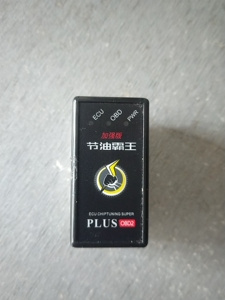 ECU OBD PWR
加强版
节油霸王
ECU CHIPTUNING SUPER
PLUS OBD2